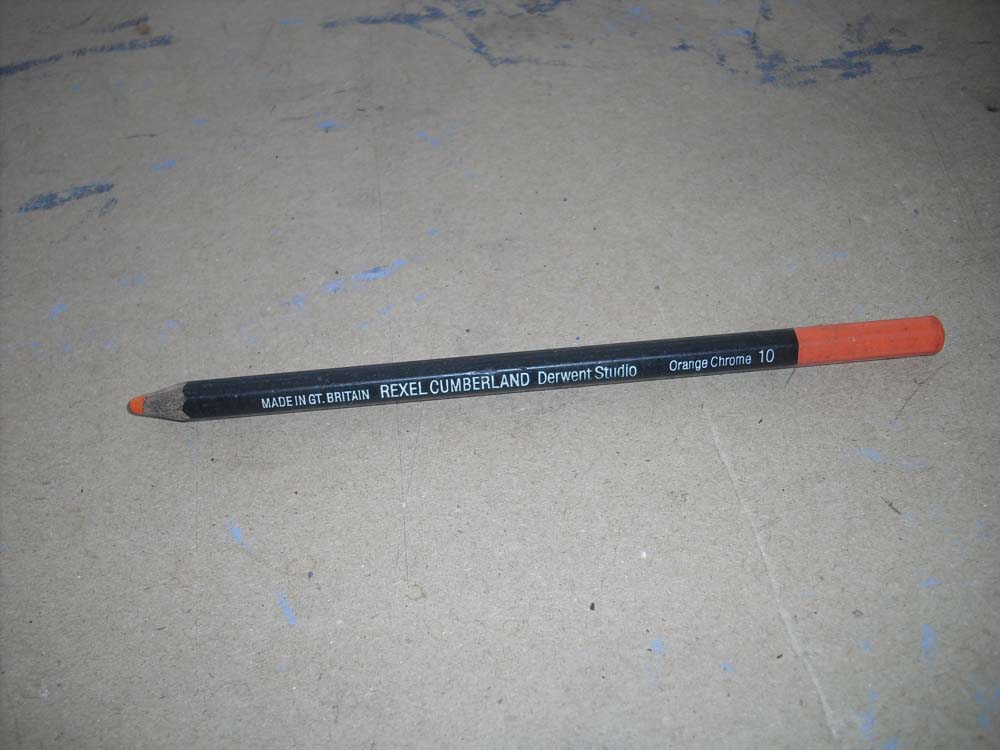 MADE IN GT. BRITAIN REXEL CUMBERLAND Derwent Studio Orange Chrome 10